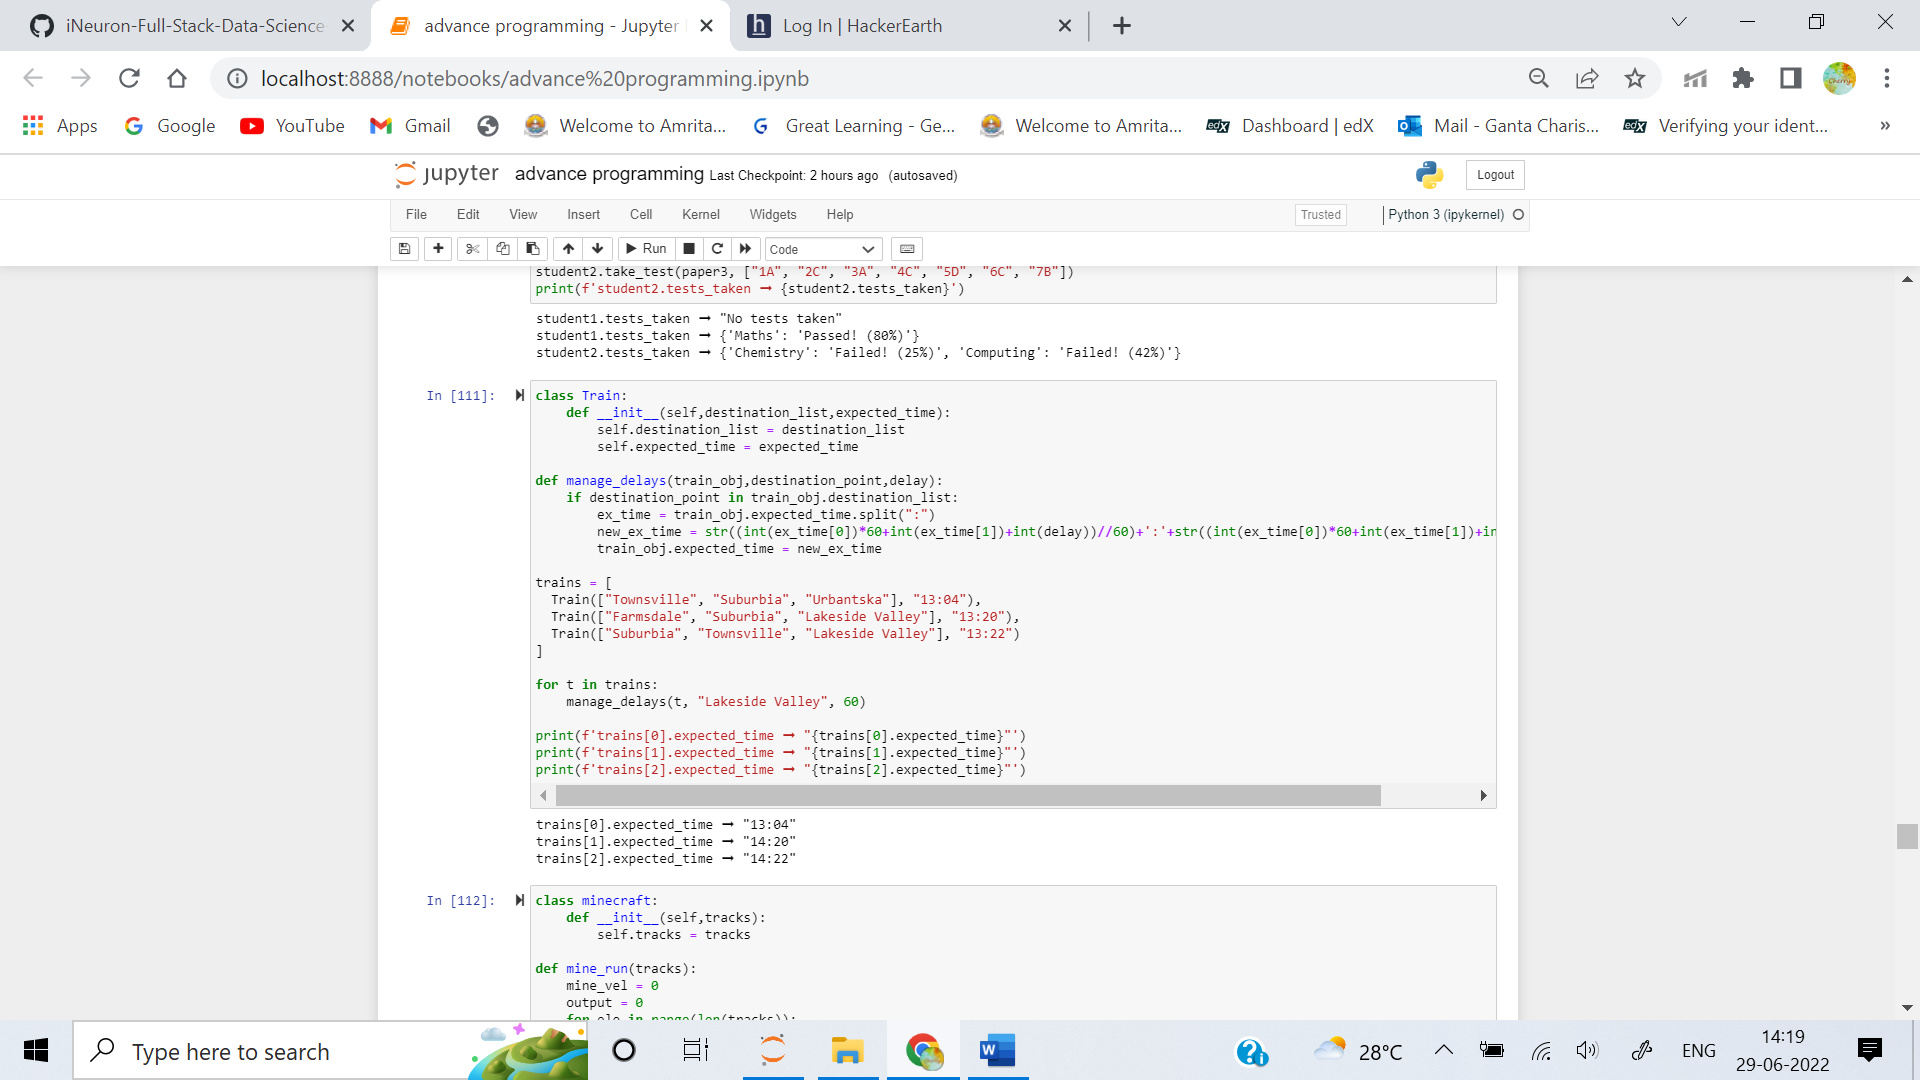 iNeuron-Full-Stack-Data-Science
advance programming - Jupyter
Log In | HackerEarth
localhost:8888/notebooks/advance%20programming.ipynb
Apps
Google
YouTube
Gmail
Welcome to Amrita...
Great Learning - Ge...
Welcome to Amrita...
Dashboard | edX
Mail - Ganta Charis...
Verifying your ident...
»
jupyter advance programming Last Checkpoint: 2 hours ago (autosaved)
Logout
File Edit View Insert Cell Kernel Widgets Help
Trusted
Python 3 (ipykernel)
Run
Code
student2.take_test(paper3, ["1A", "2C", "3A", "4C", "5D", "6C", "7B"])
print(f'student2.tests_taken ➞ {student2.tests_taken}')
student1.tests_taken ➞ "No tests taken"
student1.tests_taken ➞ {'Maths': 'Passed! (80%)'}
student2.tests_taken ➞ {'Chemistry': 'Failed! (25%)', 'Computing': 'Failed! (42%)'}
In [111]:
class Train:
    def __init__(self,destination_list,expected_time):
        self.destination_list = destination_list
        self.expected_time = expected_time
def manage_delays(train_obj,destination_point,delay):
    if destination_point in train_obj.destination_list:
        ex_time = train_obj.expected_time.split(":")
        new_ex_time = str((int(ex_time[0])*60+int(ex_time[1])+int(delay))//60)+':'+str((int(ex_time[0])*60+int(ex_time[1])+in
        train_obj.expected_time = new_ex_time
trains = [
  Train(["Townsville", "Suburbia", "Urbantska"], "13:04"),
  Train(["Farmsdale", "Suburbia", "Lakeside Valley"], "13:20"),
  Train(["Suburbia", "Townsville", "Lakeside Valley"], "13:22")
]
for t in trains:
    manage_delays(t, "Lakeside Valley", 60)
print(f'trains[0].expected_time ➞ "{trains[0].expected_time}"')
print(f'trains[1].expected_time ➞ "{trains[1].expected_time}"')
print(f'trains[2].expected_time ➞ "{trains[2].expected_time}"')
trains[0].expected_time ➞ "13:04"
trains[1].expected_time ➞ "14:20"
trains[2].expected_time ➞ "14:22"
In [112]:
class minecraft:
    def __init__(self,tracks):
        self.tracks = tracks
def mine_run(tracks):
    mine_vel = 0
    output = 0
    for ele in range(len(tracks)):
Type here to search
28°C
ENG
14:19
29-06-2022